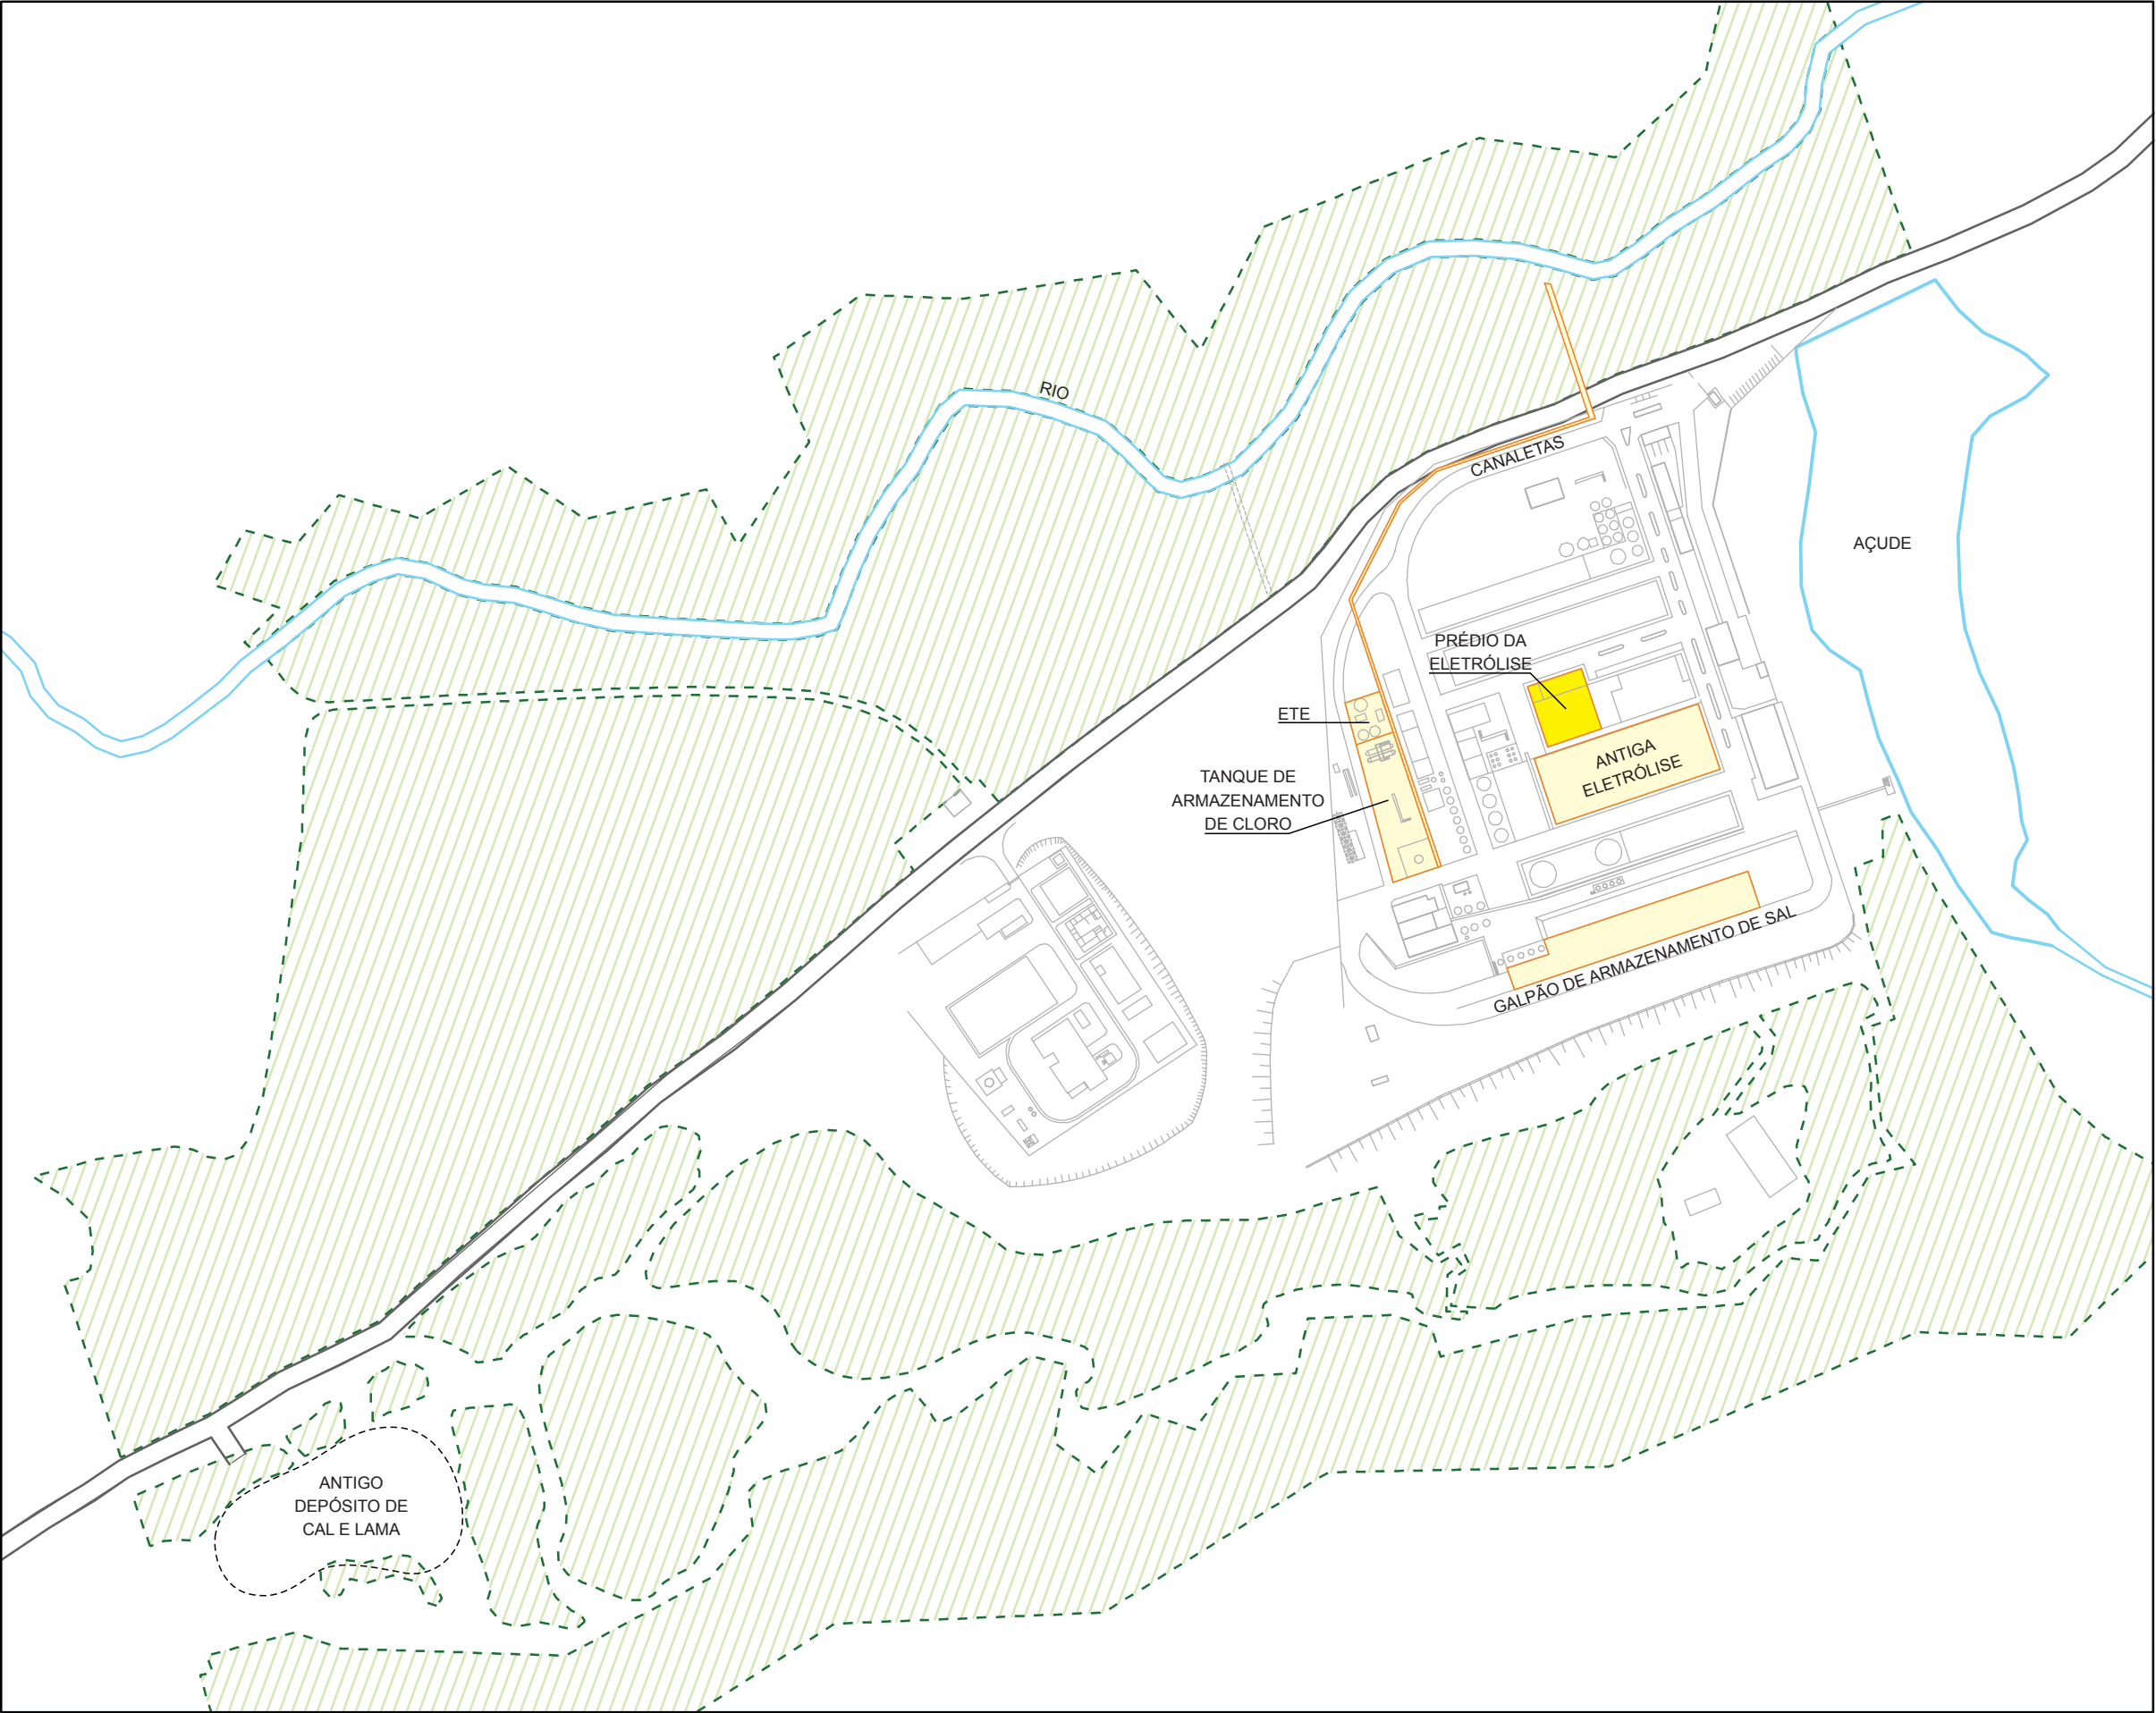 RIO
CANALETAS
AÇUDE
PRÉDIO DA
ELETRÓLISE
ETE
ANTIGA
ELETRÓLISE
TANQUE DE
ARMAZENAMENTO
DE CLORO
GALPÃO DE ARMAZENAMENTO DE SAL
ANTIGO
DEPÓSITO DE
CAL E LAMA